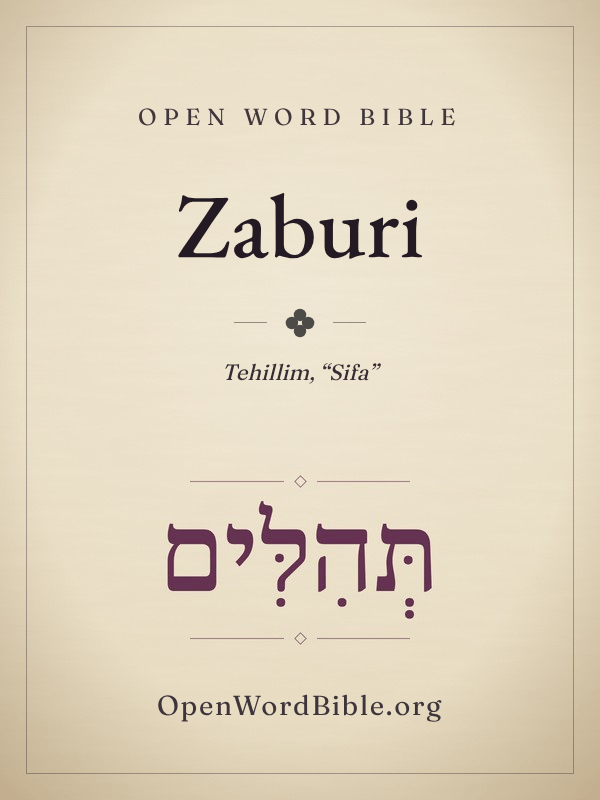 OPEN WORD BIBLE
Zaburi
Tehillim, “Sifa”
תְּהִלִּים
OpenWordBible.org